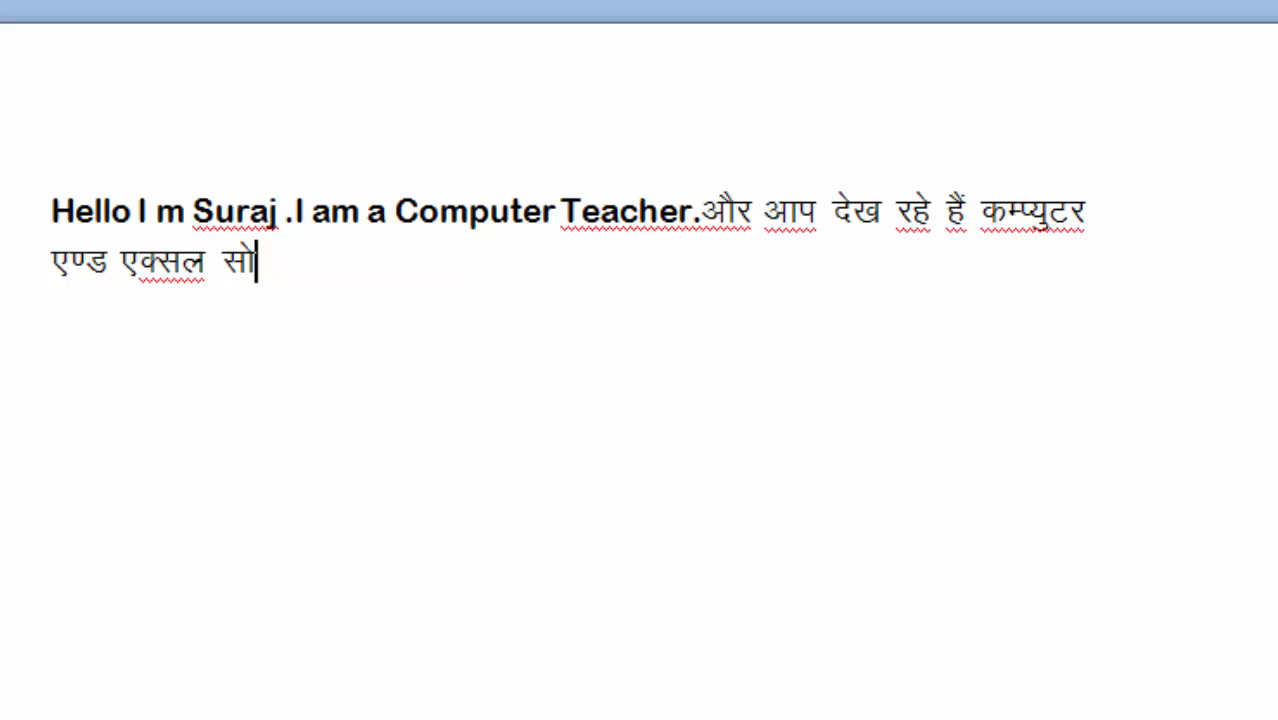 Hello I m Suraj .I am a Computer Teacher.और आप देख रहे हैं कम्प्युटर
एण्ड एक्सल सो